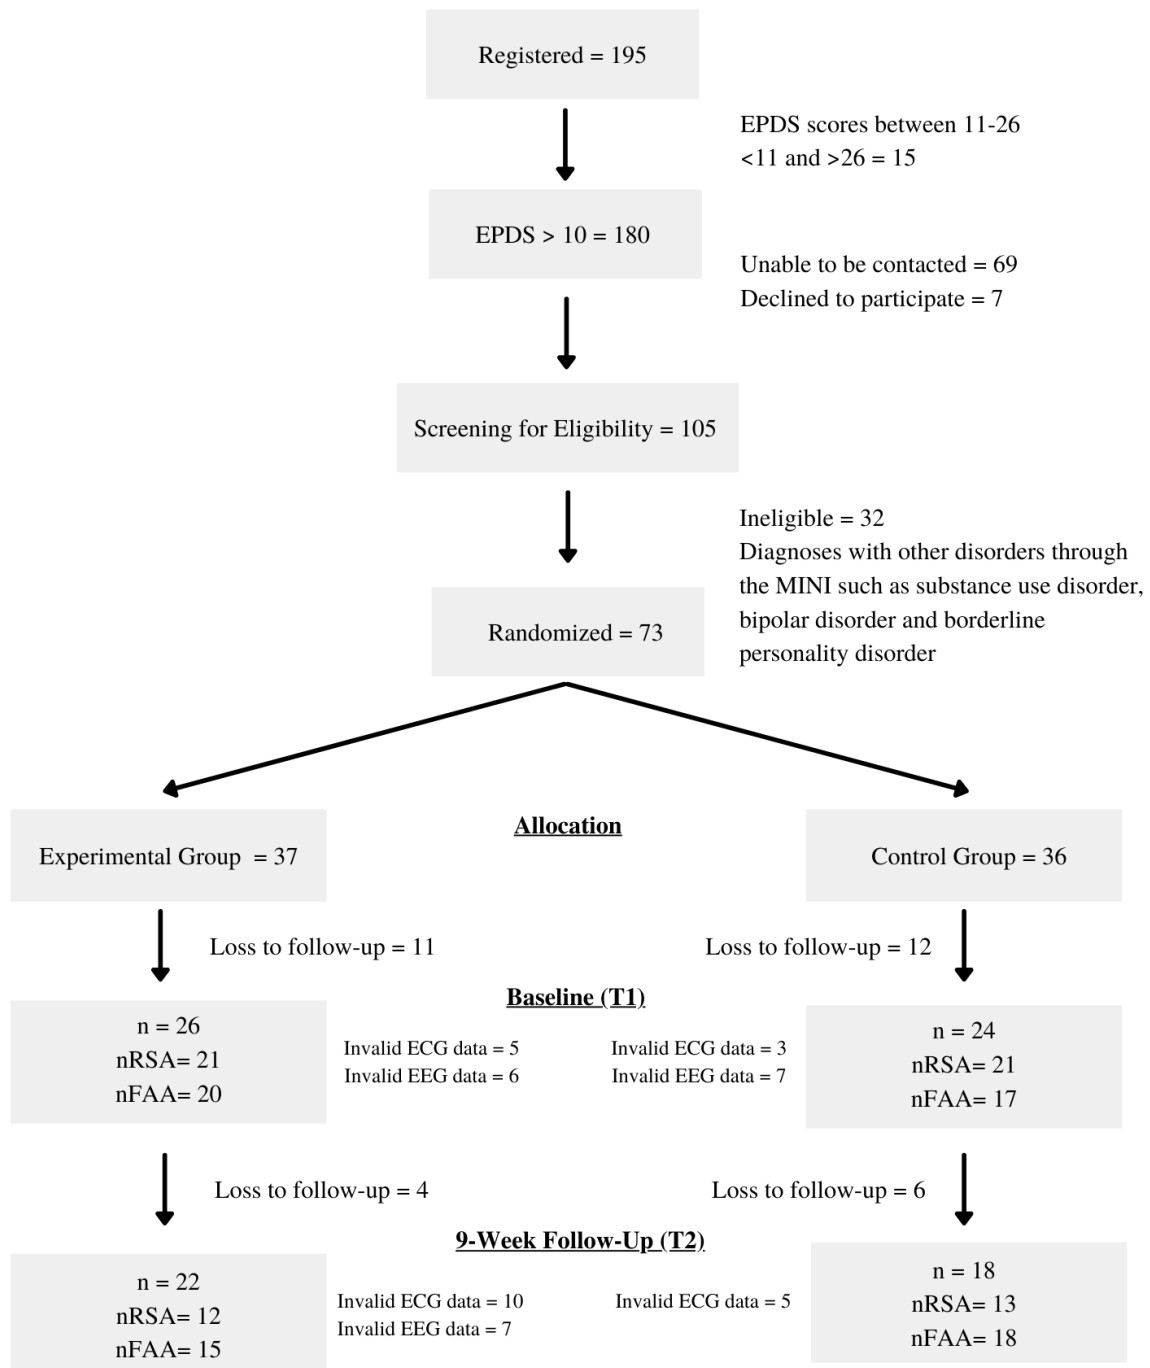 Registered = 195
EPDS scores between 11-26
<11 and >26 = 15
EPDS > 10 = 180
Unable to be contacted = 69
Declined to participate = 7
Screening for Eligibility = 105
Ineligible = 32
Diagnoses with other disorders through
the MINI such as substance use disorder,
bipolar disorder and borderline
personality disorder
Randomized = 73
Allocation
Experimental Group = 37
Control Group = 36
Loss to follow-up = 11
Loss to follow-up = 12
Baseline (T1)
n = 26
nRSA= 21
nFAA= 20
Invalid ECG data = 5
Invalid EEG data = 6
Invalid ECG data = 3
Invalid EEG data = 7
n = 24
nRSA= 21
nFAA= 17
Loss to follow-up = 4
Loss to follow-up = 6
9-Week Follow-Up (T2)
n = 22
nRSA= 12
nFAA= 15
Invalid ECG data = 10
Invalid EEG data = 7
Invalid ECG data = 5
n = 18
nRSA= 13
nFAA= 18